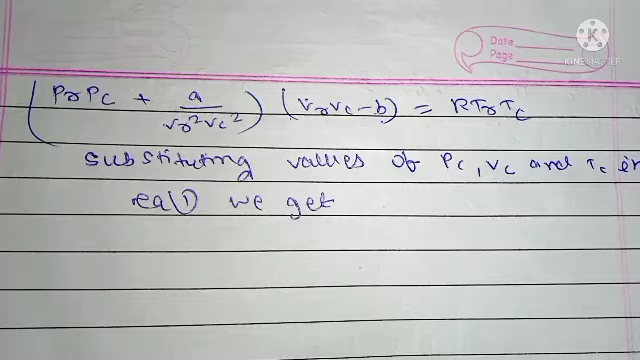 Date
Page
KINEMASTER
(PrPc + a/Vr²Vc²) (VrVc - b) = RTrTc
substituting values of Pc, Vc and Tc in
eq(1) we get